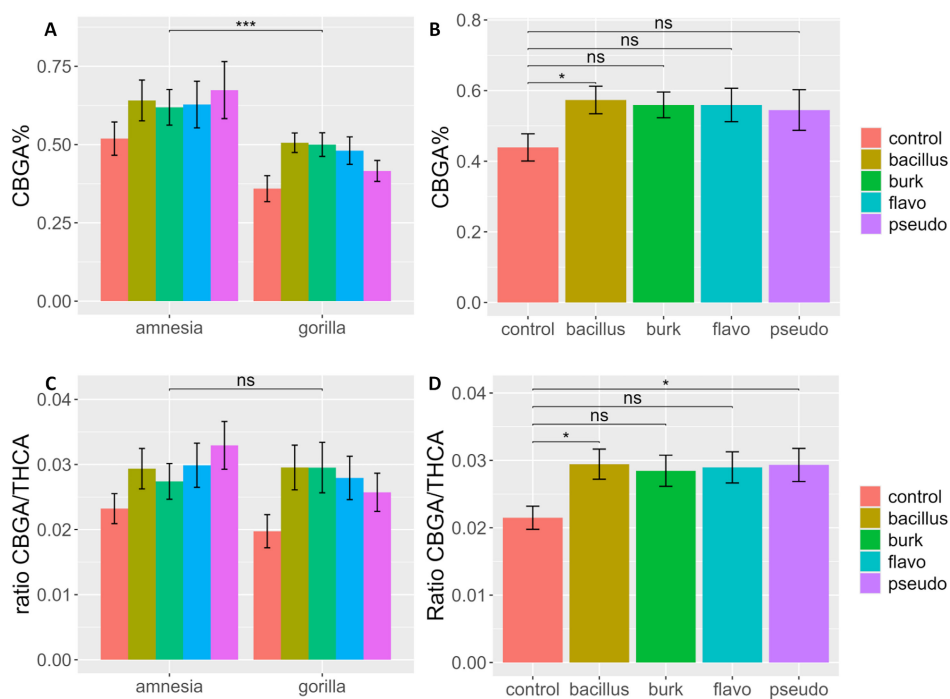 A
***
CBGA%
0.75
0.50
0.25
0.00
amnesia
gorilla
B
ns
ns
ns
*
CBGA%
0.8
0.6
0.4
0.2
0.0
control
bacillus
burk
flavo
pseudo
control
bacillus
burk
flavo
pseudo
C
ns
ratio CBGA/THCA
0.04
0.03
0.02
0.01
0.00
amnesia
gorilla
D
*
ns
ns
*
Ratio CBGA/THCA
0.04
0.03
0.02
0.01
0.00
control
bacillus
burk
flavo
pseudo
control
bacillus
burk
flavo
pseudo